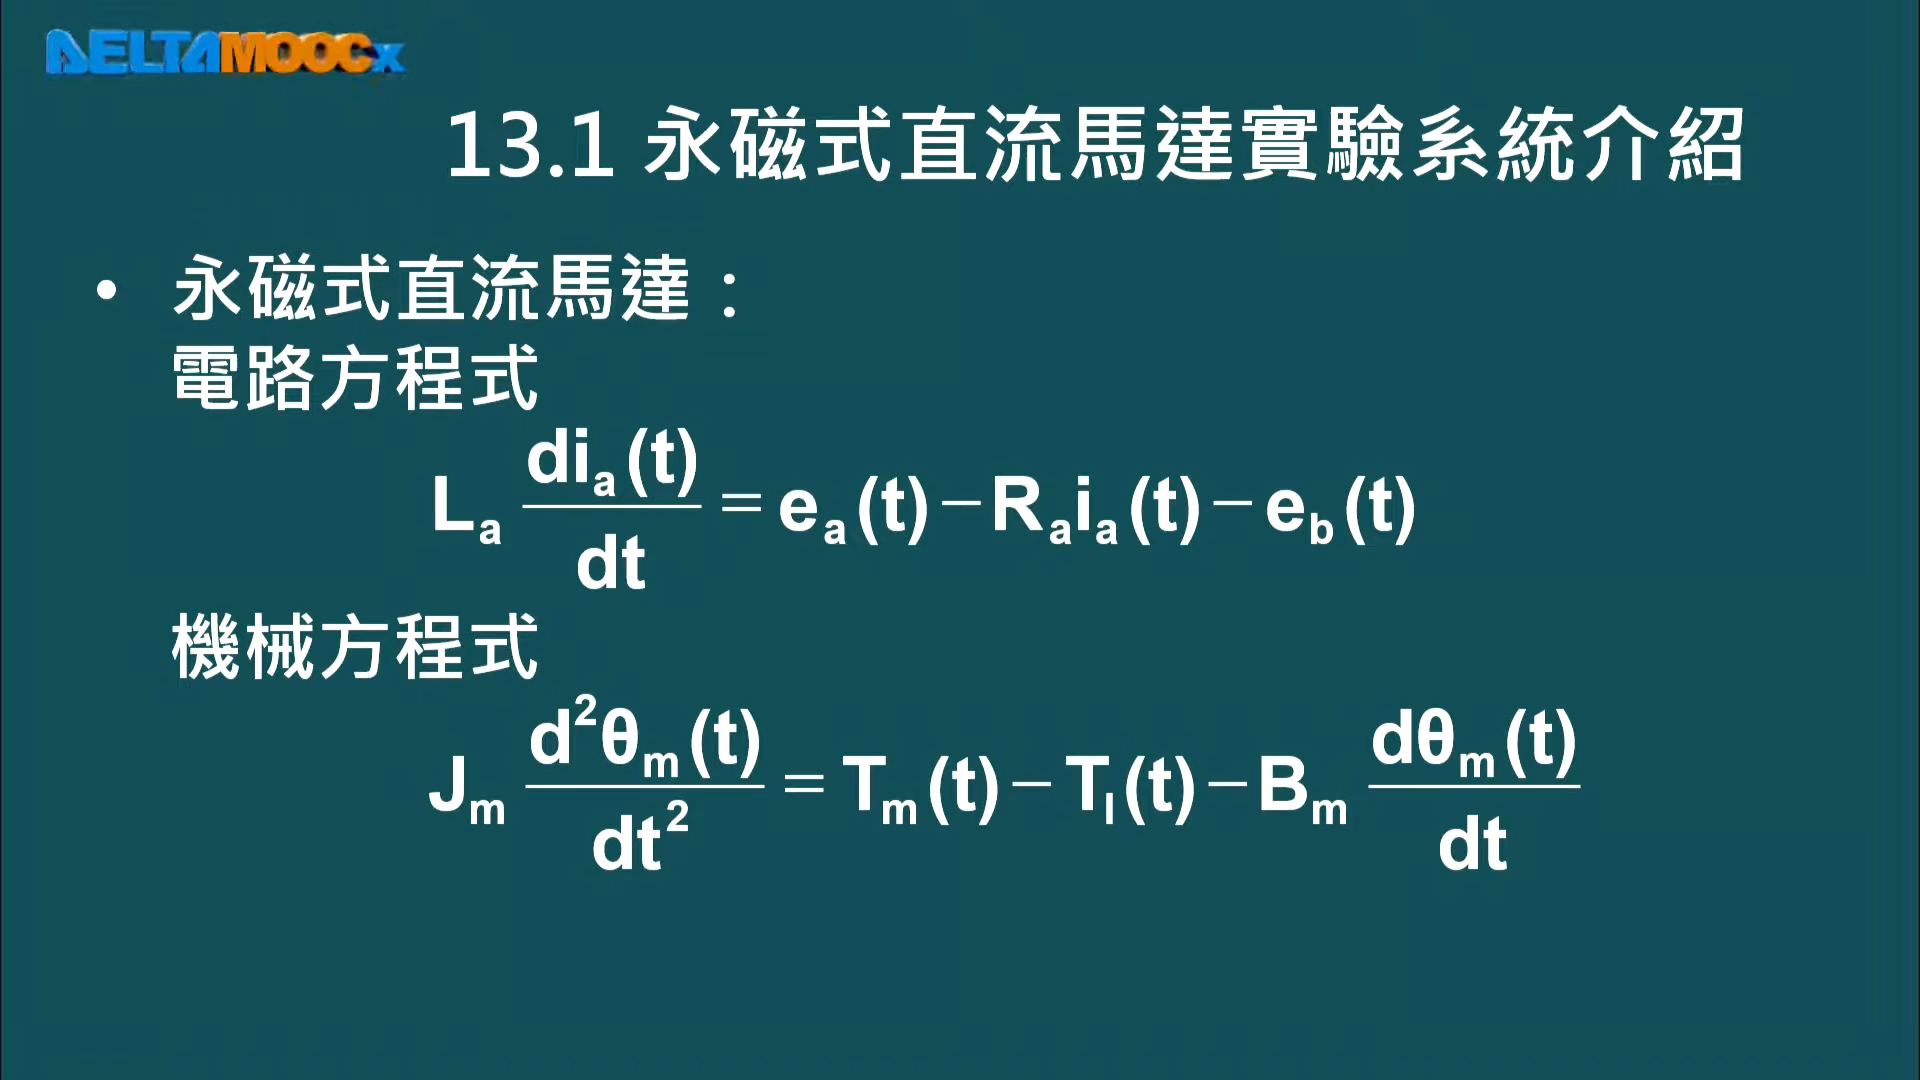 DELTAMOOCx
13.1 永磁式直流馬達實驗系統介紹
• 永磁式直流馬達：
電路方程式
L_a di_a(t)/dt = e_a(t) − R_a i_a(t) − e_b(t)
機械方程式
J_m d²θ_m(t)/dt² = T_m(t) − T_l(t) − B_m dθ_m(t)/dt